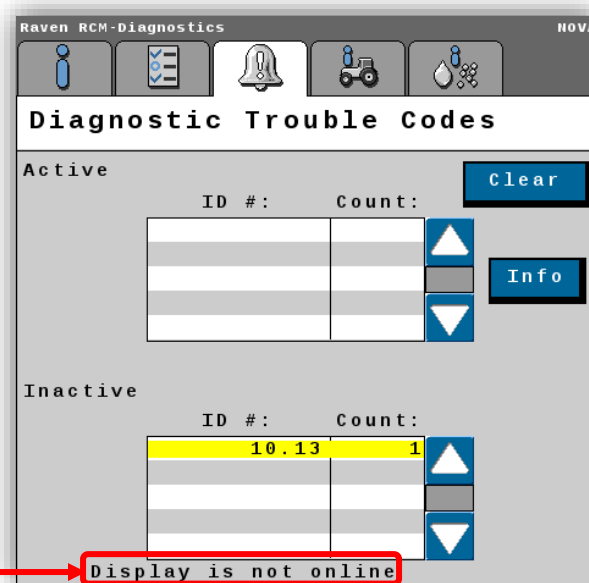 Raven RCM-Diagnostics NOVA
Diagnostic Trouble Codes
Active
Clear
ID #: Count:
Info
Inactive
ID #: Count:
10.13 1
Display is not online